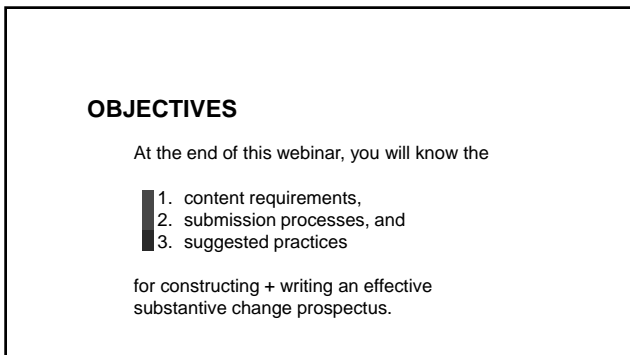 OBJECTIVES
At the end of this webinar, you will know the
1. content requirements,
2. submission processes, and
3. suggested practices
for constructing + writing an effective
substantive change prospectus.